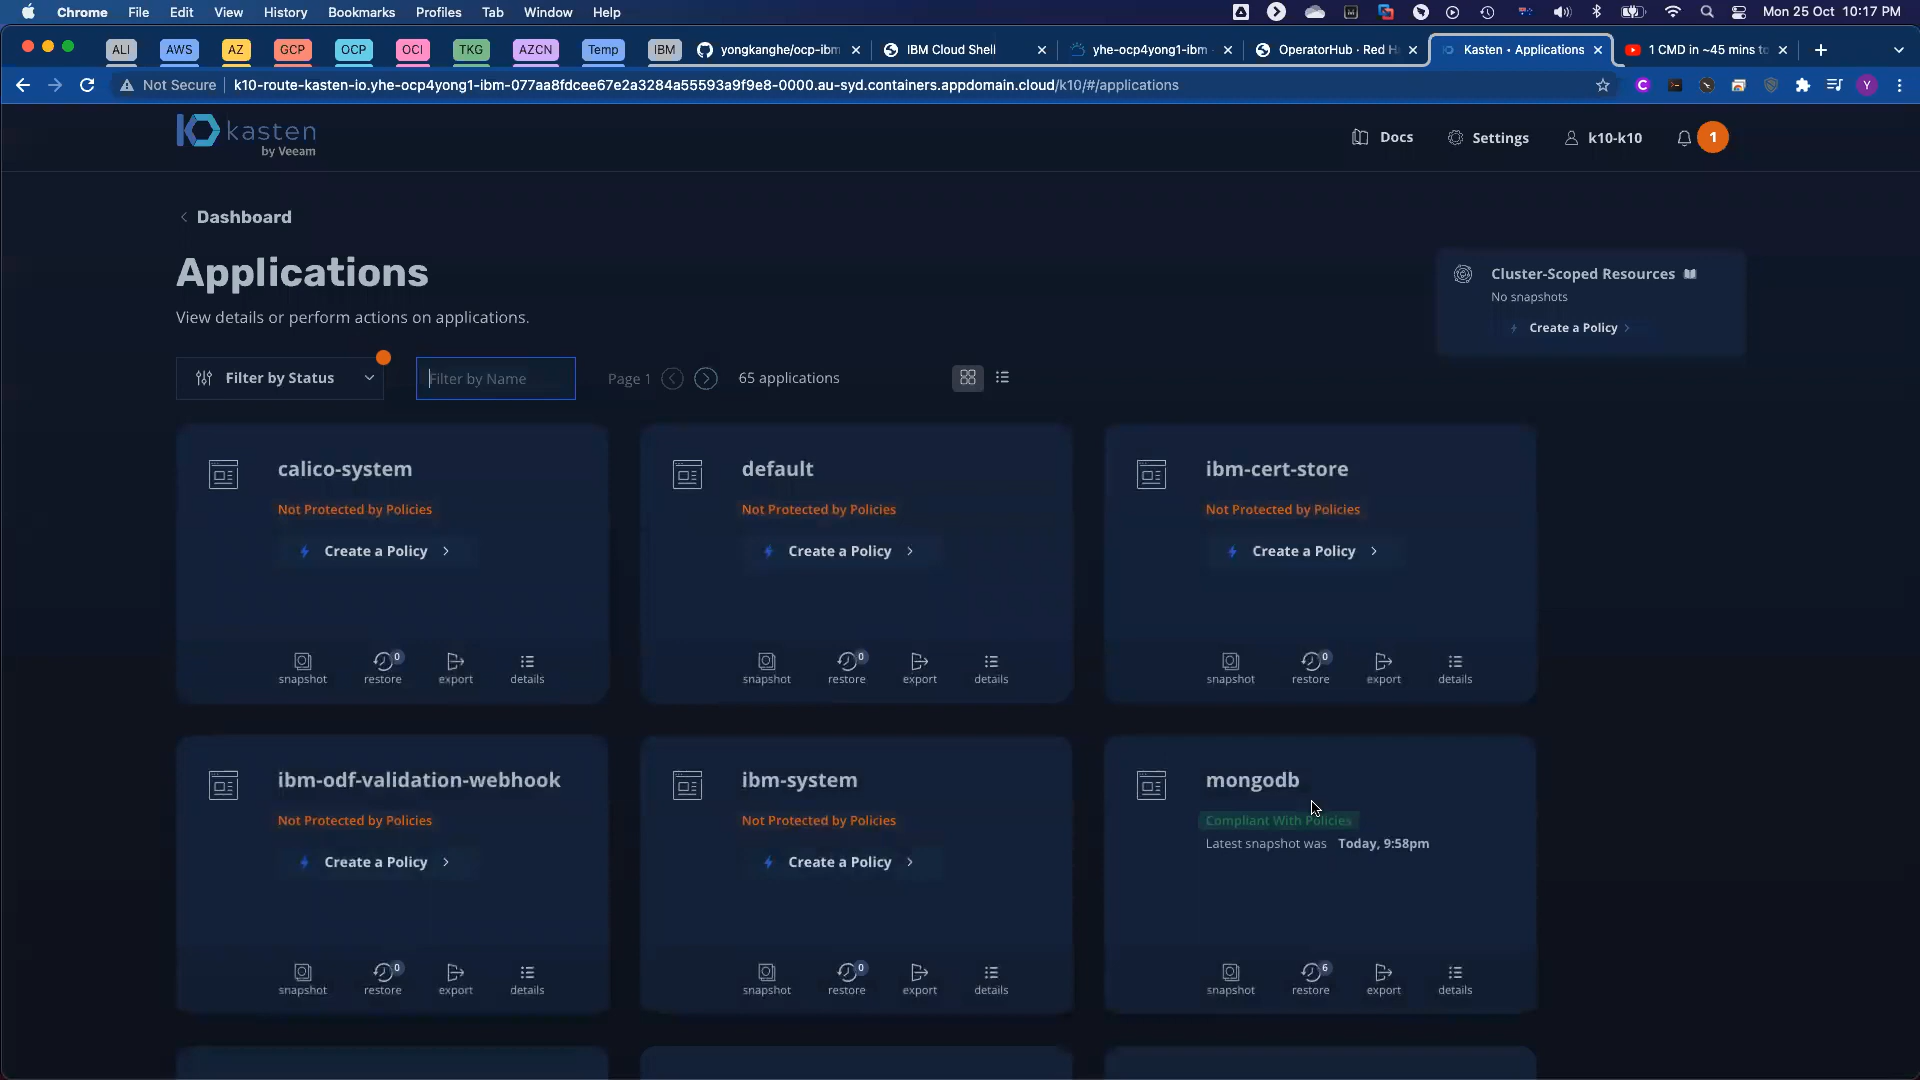 Chrome File Edit View History Bookmarks Profiles Tab Window Help Mon 25 Oct 10:17 PM
ALI AWS AZ GCP OCP OCI TKG AZCN Temp IBM yongkanghe/ocp-ibm IBM Cloud Shell yhe-ocp4yong1-ibm OperatorHub · Red H Kasten • Applications 1 CMD in ~45 mins to
Not Secure k10-route-kasten-io.yhe-ocp4yong1-ibm-077aa8fdcee67e2a3284a55593a9f9e8-0000.au-syd.containers.appdomain.cloud/k10/#/applications Y
K10 kasten
by Veeam
Docs Settings k10-k10 1
Dashboard
Applications
View details or perform actions on applications.
Cluster-Scoped Resources
No snapshots
Create a Policy
Filter by Status Filter by Name Page 1 65 applications
calico-system
Not Protected by Policies
Create a Policy
snapshot 0 restore export details
default
Not Protected by Policies
Create a Policy
snapshot 0 restore export details
ibm-cert-store
Not Protected by Policies
Create a Policy
snapshot 0 restore export details
ibm-odf-validation-webhook
Not Protected by Policies
Create a Policy
snapshot 0 restore export details
ibm-system
Not Protected by Policies
Create a Policy
snapshot 0 restore export details
mongodb
Compliant With Policies
Latest snapshot was Today, 9:58pm
snapshot 6 restore export details